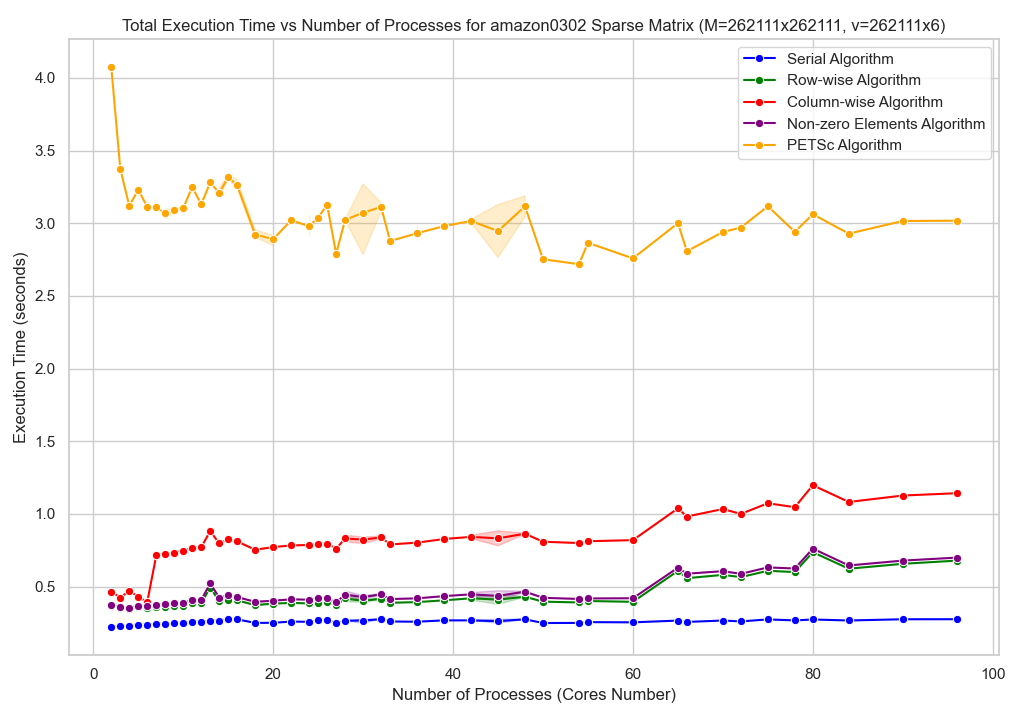 Total Execution Time vs Number of Processes for amazon0302 Sparse Matrix (M=262111x262111, v=262111x6)
Serial Algorithm
Row-wise Algorithm
Column-wise Algorithm
Non-zero Elements Algorithm
PETSc Algorithm
Execution Time (seconds)
4.0
3.5
3.0
2.5
2.0
1.5
1.0
0.5
0 20 40 60 80 100
Number of Processes (Cores Number)